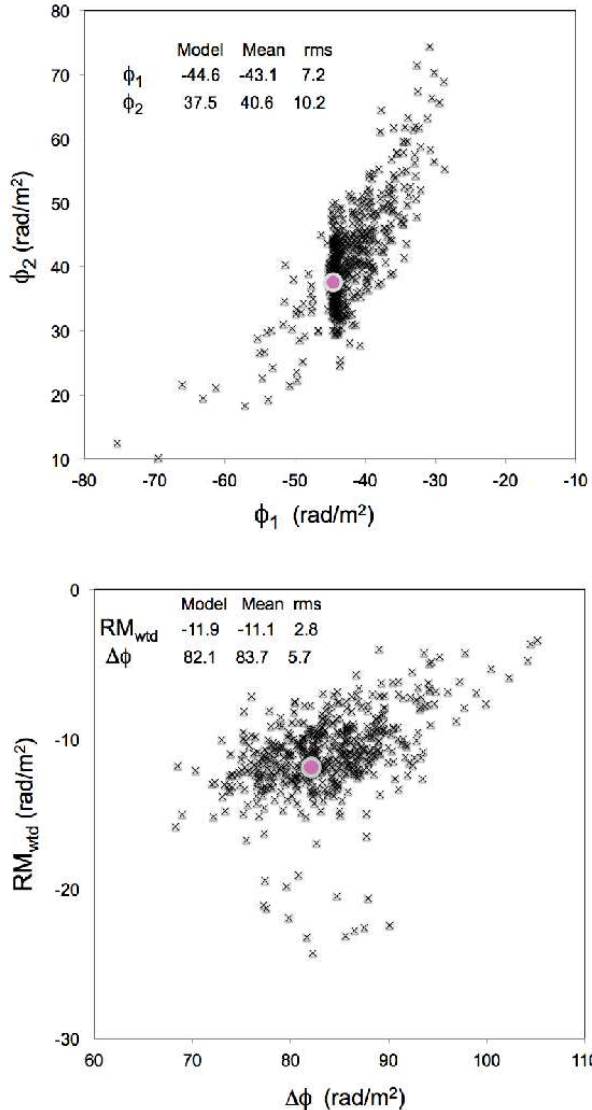 80
Model Mean rms
ϕ1 -44.6 -43.1 7.2
ϕ2 37.5 40.6 10.2
70
60
50
40
30
20
10
ϕ2 (rad/m²)
-80 -70 -60 -50 -40 -30 -20 -10
ϕ1 (rad/m²)
0
Model Mean rms
RMwtd -11.9 -11.1 2.8
Δϕ 82.1 83.7 5.7
-10
-20
-30
RMwtd (rad/m²)
60 70 80 90 100 110
Δϕ (rad/m²)